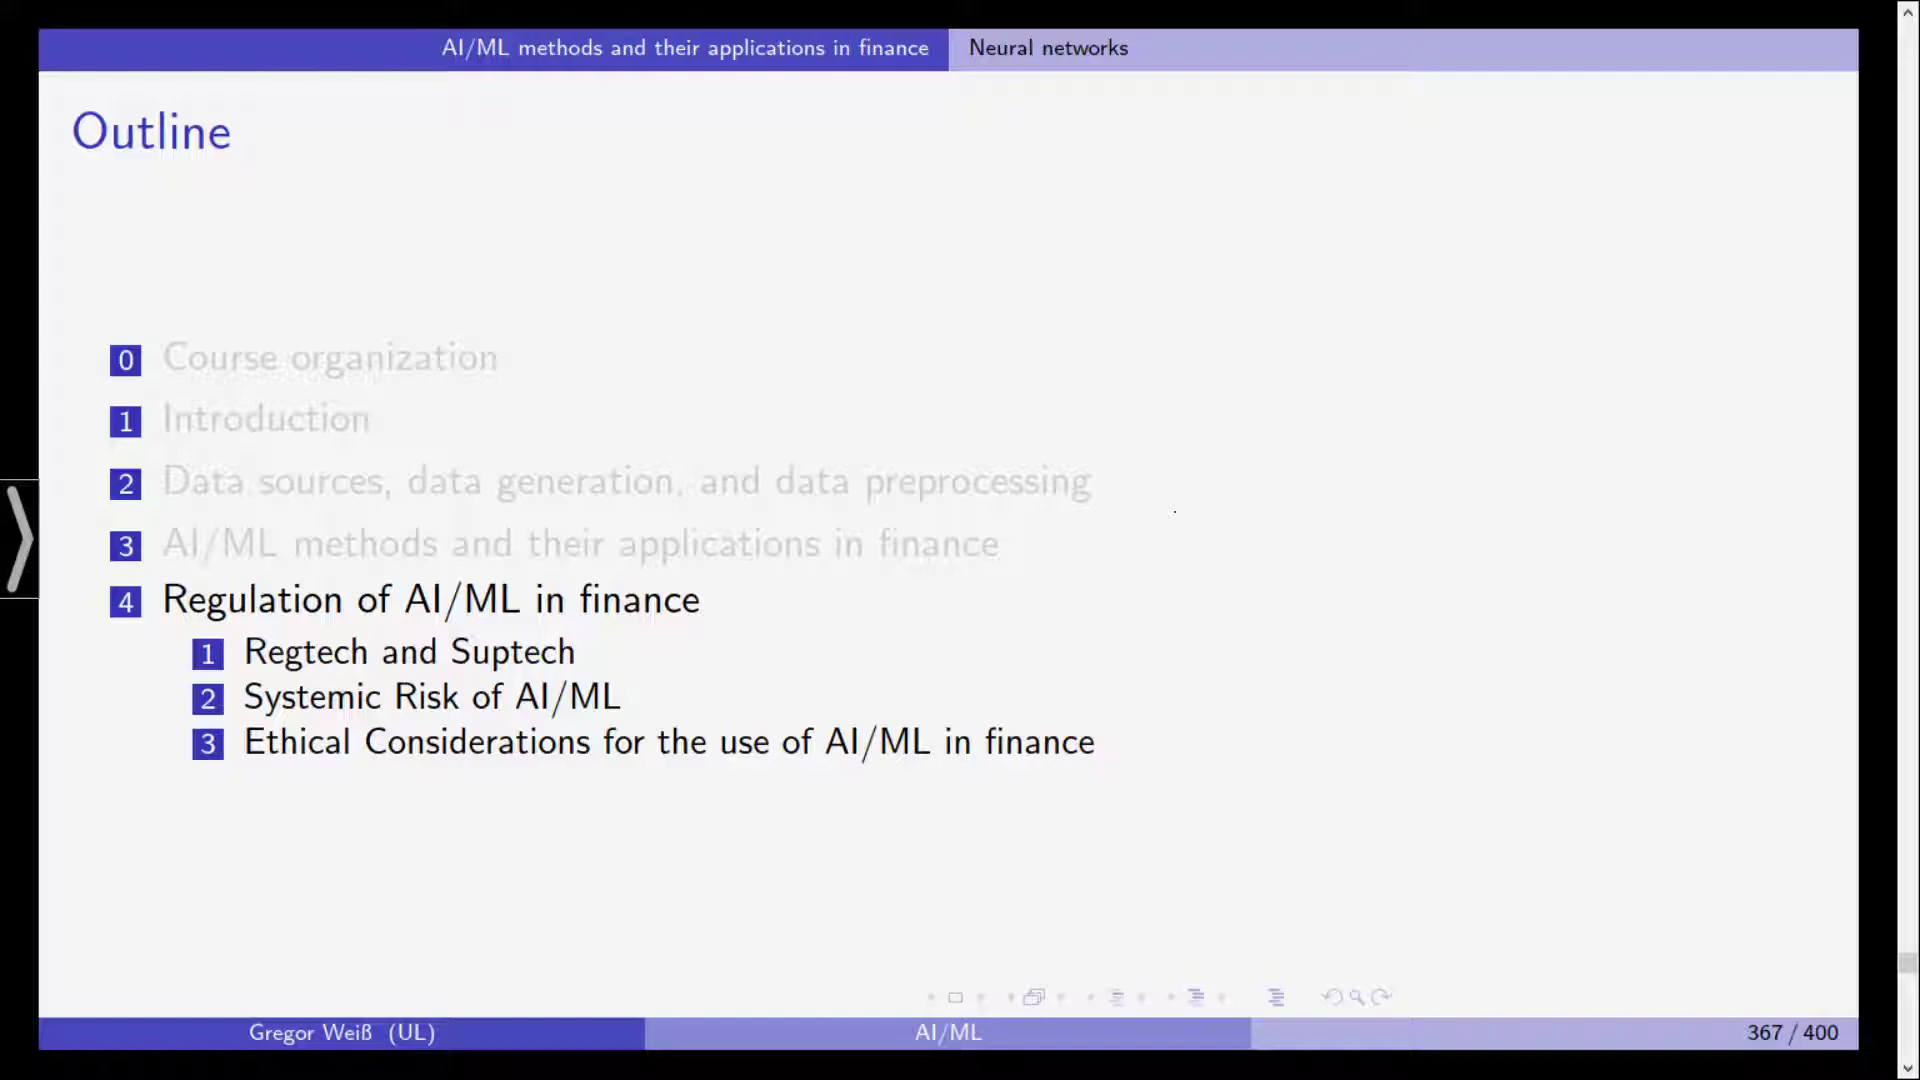 AI/ML methods and their applications in finance Neural networks
Outline
0 Course organization
1 Introduction
2 Data sources, data generation, and data preprocessing
3 AI/ML methods and their applications in finance
4 Regulation of AI/ML in finance
1 Regtech and Suptech
2 Systemic Risk of AI/ML
3 Ethical Considerations for the use of AI/ML in finance
Gregor Weiß (UL) AI/ML 367 / 400